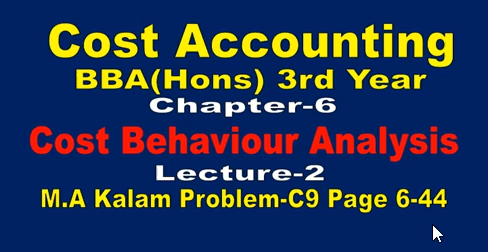 Cost Accounting
BBA(Hons) 3rd Year
Chapter-6
Cost Behaviour Analysis
Lecture-2
M.A Kalam Problem-C9 Page 6-44